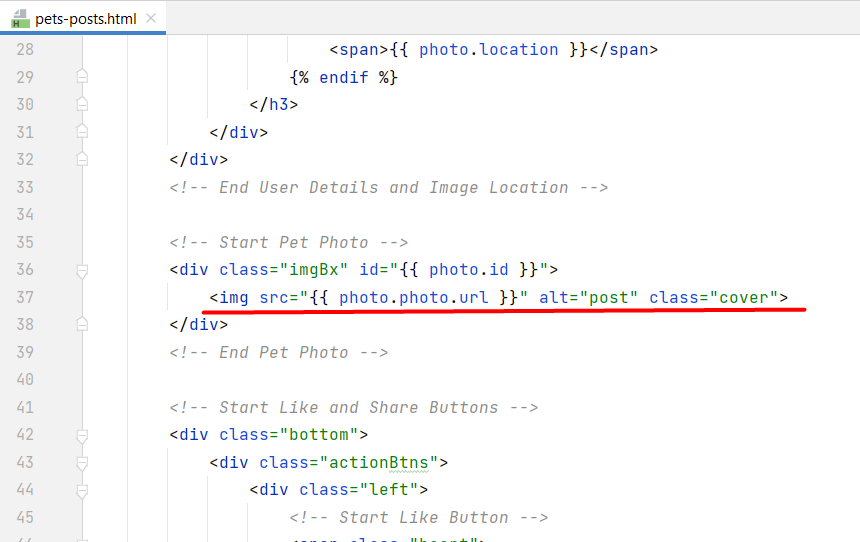 pets-posts.html
28 <span>{{ photo.location }}</span>
29 {% endif %}
30 </h3>
31 </div>
32 </div>
33 <!-- End User Details and Image Location -->
34
35 <!-- Start Pet Photo -->
36 <div class="imgBx" id="{{ photo.id }}">
37 <img src="{{ photo.photo.url }}" alt="post" class="cover">
38 </div>
39 <!-- End Pet Photo -->
40
41 <!-- Start Like and Share Buttons -->
42 <div class="bottom">
43 <div class="actionBtns">
44 <div class="left">
45 <!-- Start Like Button -->
<span class="heart">